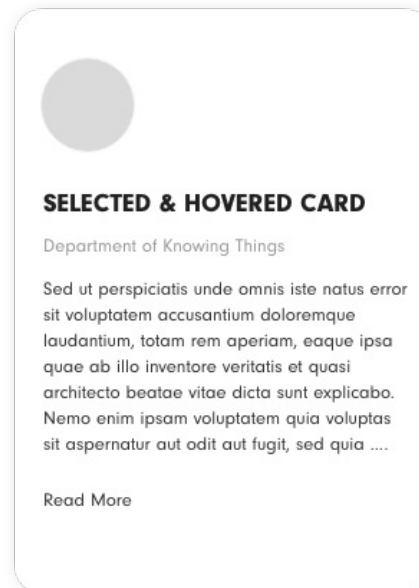 SELECTED & HOVERED CARD
Department of Knowing Things
Sed ut perspiciatis unde omnis iste natus error
sit voluptatem accusantium doloremque
laudantium, totam rem aperiam, eaque ipsa
quae ab illo inventore veritatis et quasi
architecto beatae vitae dicta sunt explicabo.
Nemo enim ipsam voluptatem quia voluptas
sit aspernatur aut odit aut fugit, sed quia ....
Read More